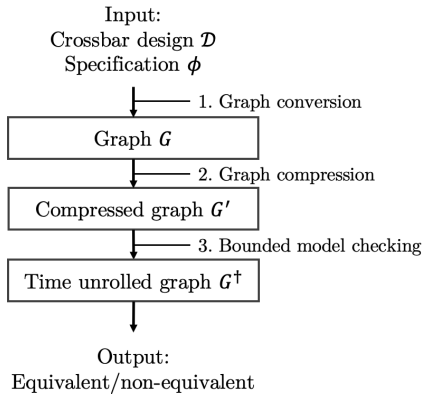 Input:
Crossbar design 𝒟
Specification ϕ
1. Graph conversion
Graph G
2. Graph compression
Compressed graph G′
3. Bounded model checking
Time unrolled graph G†
Output:
Equivalent/non-equivalent